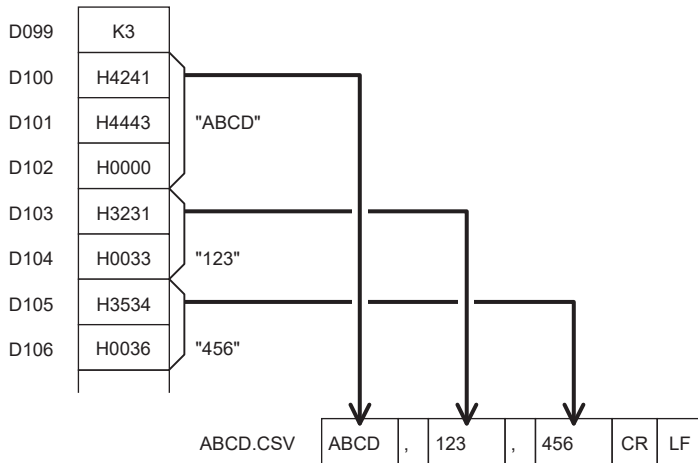 D099 K3
D100 H4241
D101 H4443 "ABCD"
D102 H0000
D103 H3231
D104 H0033 "123"
D105 H3534
D106 H0036 "456"
ABCD.CSV ABCD , 123 , 456 CR LF